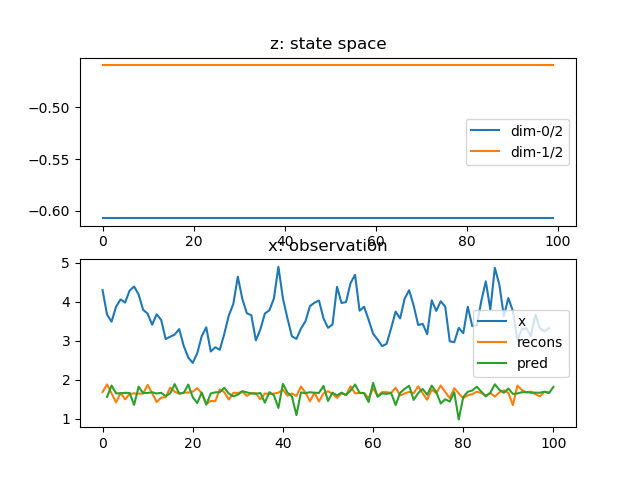 z: state space
−0.50
−0.55
−0.60
dim-0/2
dim-1/2
0 20 40 60 80 100
x: observation
5
4
3
2
1
x
recons
pred
0 20 40 60 80 100